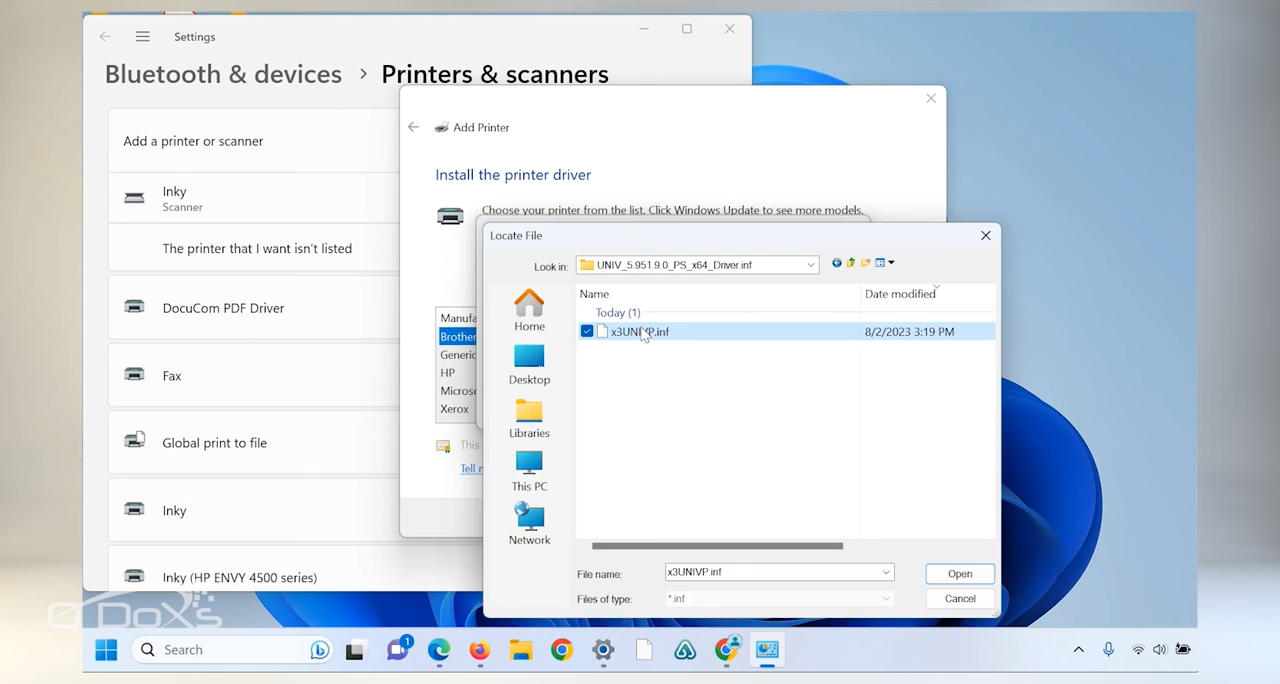 Settings
Bluetooth & devices > Printers & scanners
Add a printer or scanner
Inky
Scanner
The printer that I want isn't listed
DocuCom PDF Driver
Fax
Global print to file
Inky
Inky (HP ENVY 4500 series)
Add Printer
Install the printer driver
Choose your printer from the list. Click Windows Update to see more models.
Manufa
Brother
Generic
HP
Micros
Xerox
This
Tell
Locate File
Look in: UNIV_5.951.9.0_PS_x64_Driver.inf
Name Date modified
Today (1)
x3UNIVP.inf 8/2/2023 3:19 PM
Home
Desktop
Libraries
This PC
Network
File name: x3UNIVP.inf Open
Files of type: *.inf Cancel
DOXs
Search
1